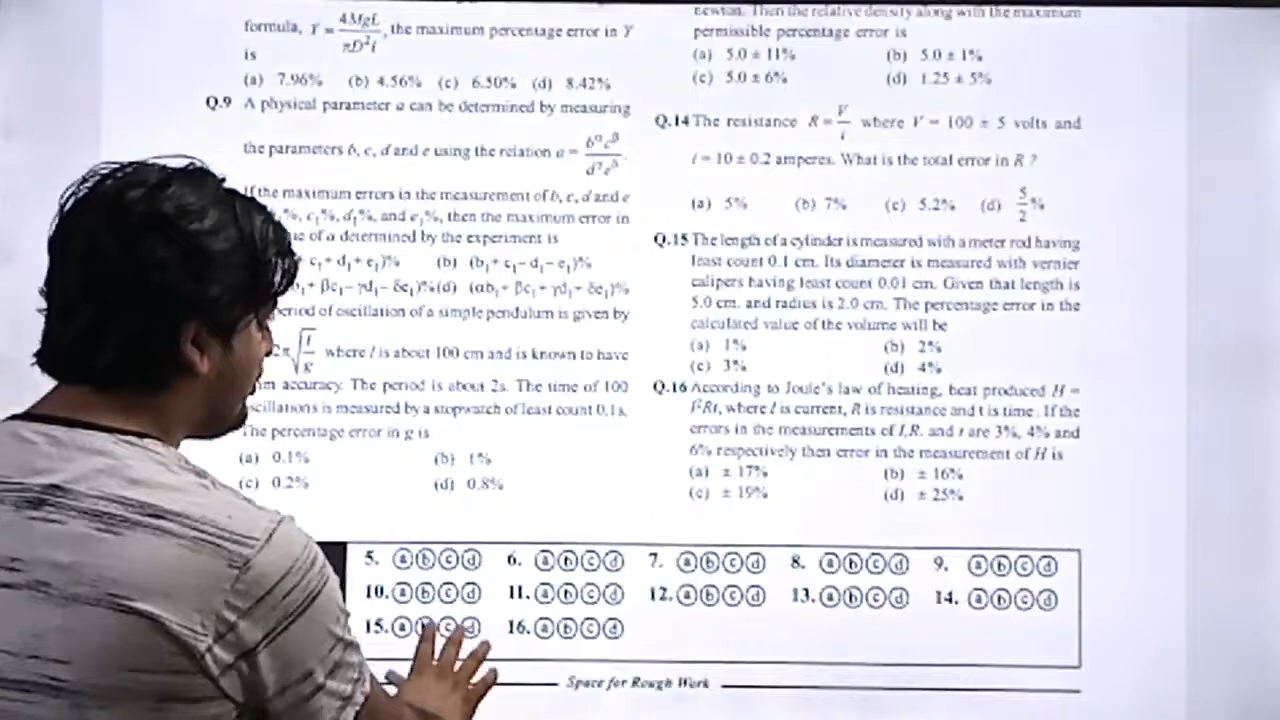 formula, Y = 4MgL / πD²l , the maximum percentage error in Y
is
(a) 7.96% (b) 4.56% (c) 6.50% (d) 8.42%
Q.9 A physical parameter a can be determined by measuring
the parameters b, c, d and e using the relation a = b^α c^β / d^γ e^δ.
If the maximum errors in the measurement of b, c, d and e
%, c₁%, d₁%, and e₁%, then the maximum error in
of a determined by the experiment is
c₁ + d₁ + e₁)% (b) (b₁ + c₁ – d₁ – e₁)%
b₁ + βc₁ – γd₁ – δe₁)% (d) (αb₁ + βc₁ + γd₁ + δe₁)%
of oscillation of a simple pendulum is given by
2π√(l/g) where l is about 100 cm and is known to have
accuracy. The period is about 2s. The time of 100
oscillations is measured by a stopwatch of least count 0.1 s.
The percentage error in g is
(a) 0.1% (b) 1%
(c) 0.2% (d) 0.8%
newton. Then the relative density along with the maximum
permissible percentage error is
(a) 5.0 ± 11% (b) 5.0 ± 1%
(c) 5.0 ± 6% (d) 1.25 ± 5%
Q.14 The resistance R = V/i where V = 100 ± 5 volts and
i = 10 ± 0.2 amperes. What is the total error in R ?
(a) 5% (b) 7% (c) 5.2% (d) 5/2 %
Q.15 The length of a cylinder is measured with a meter rod having
least count 0.1 cm. Its diameter is measured with vernier
calipers having least count 0.01 cm. Given that length is
5.0 cm. and radius is 2.0 cm. The percentage error in the
calculated value of the volume will be
(a) 1% (b) 2%
(c) 3% (d) 4%
Q.16 According to Joule's law of heating, heat produced H =
I²Rt, where I is current, R is resistance and t is time. If the
errors in the measurements of I, R. and t are 3%, 4% and
6% respectively then error in the measurement of H is
(a) ± 17% (b) ± 16%
(c) ± 19% (d) ± 25%
5. ⓐⓑⓒⓓ 6. ⓐⓑⓒⓓ 7. ⓐⓑⓒⓓ 8. ⓐⓑⓒⓓ 9. ⓐⓑⓒⓓ
10. ⓐⓑⓒⓓ 11. ⓐⓑⓒⓓ 12. ⓐⓑⓒⓓ 13. ⓐⓑⓒⓓ 14. ⓐⓑⓒⓓ
15. ⓐⓑⓒⓓ 16. ⓐⓑⓒⓓ
Space for Rough Work